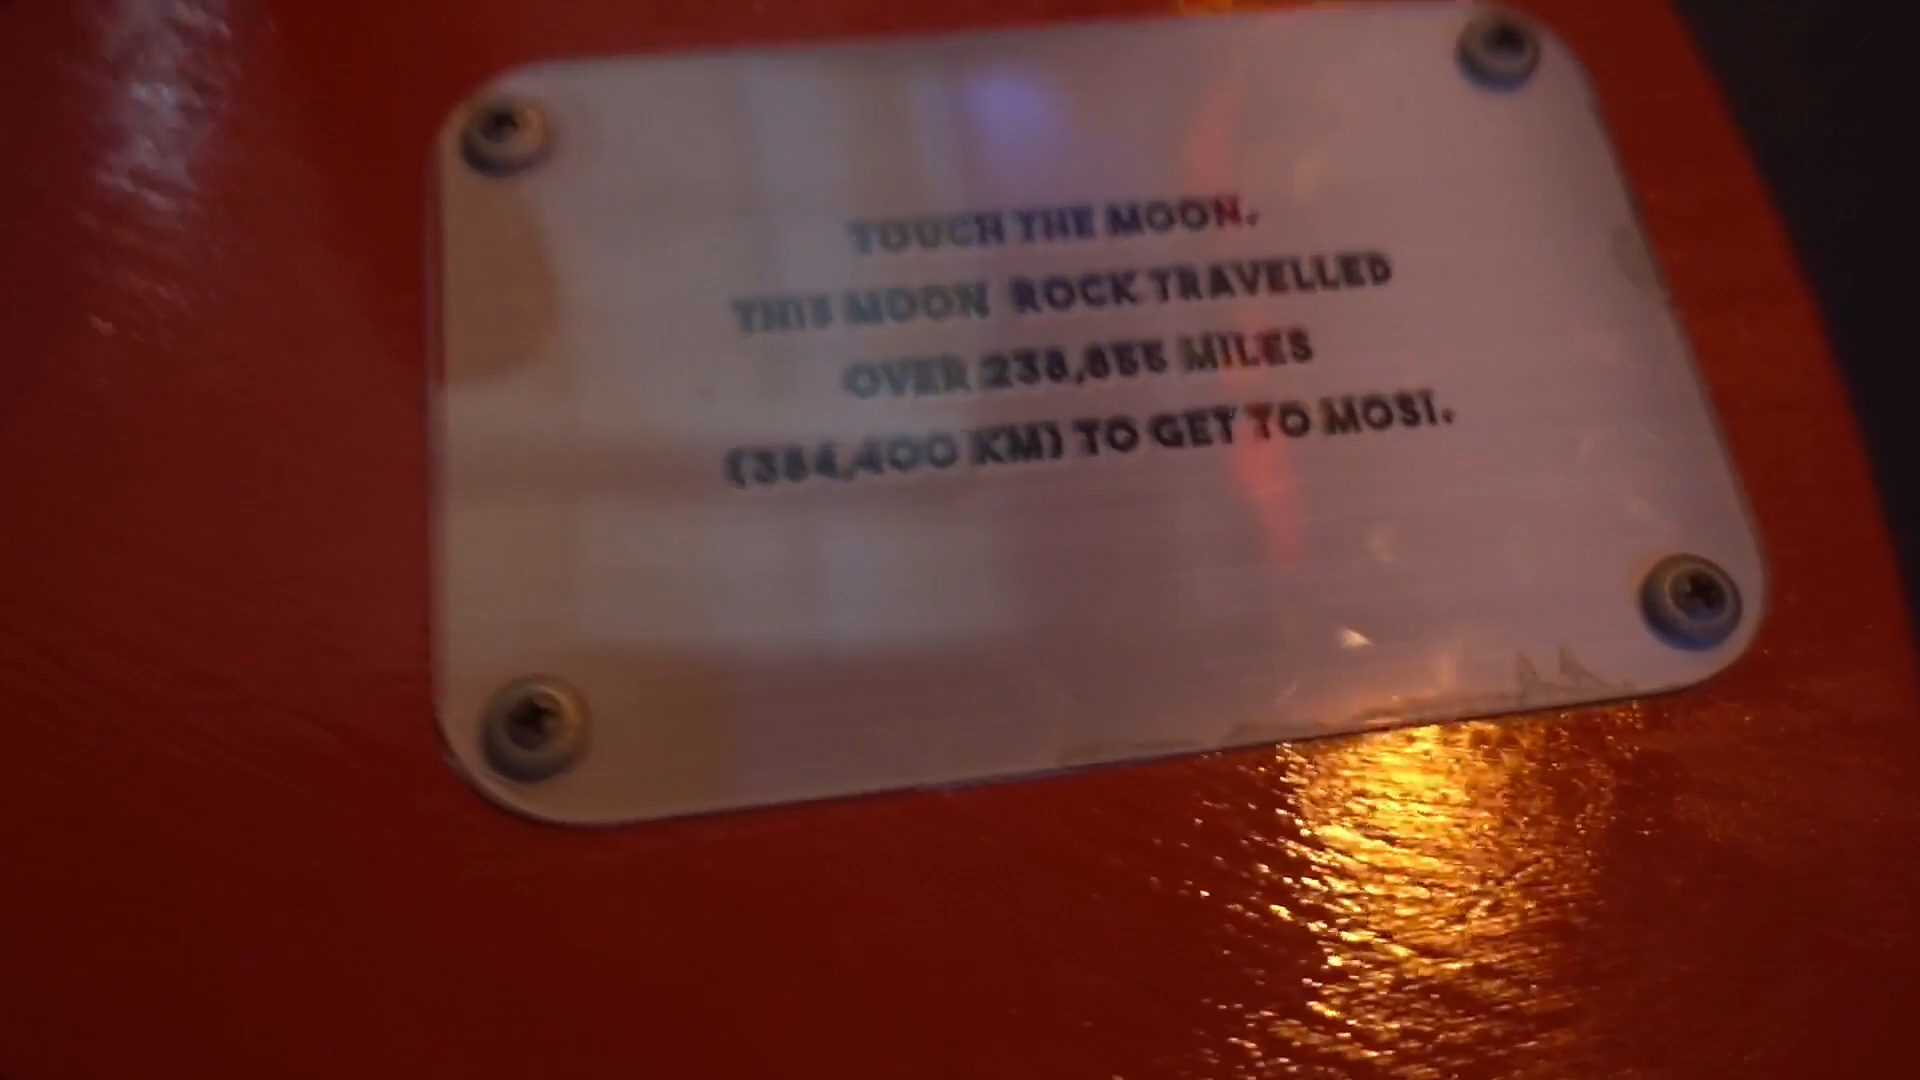 TOUCH THE MOON.
THIS MOON ROCK TRAVELLED
OVER 238,855 MILES
(384,400 KM) TO GET TO MOSI.